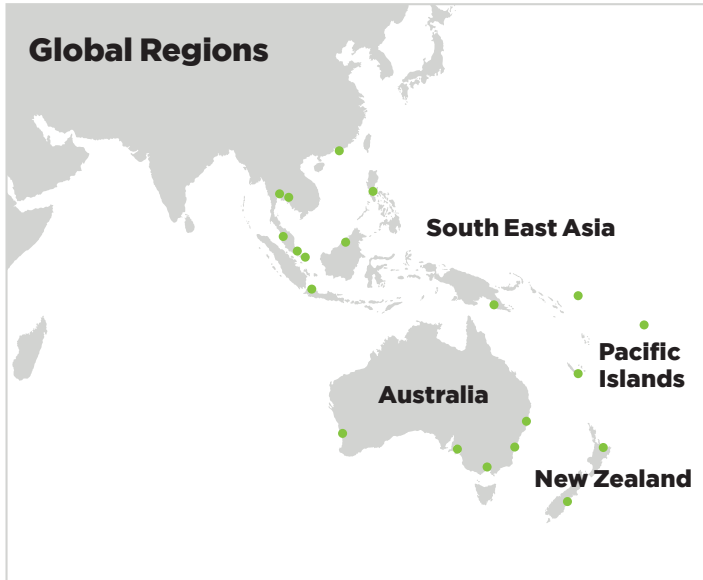 Global Regions
South East Asia
Pacific
Islands
Australia
New Zealand